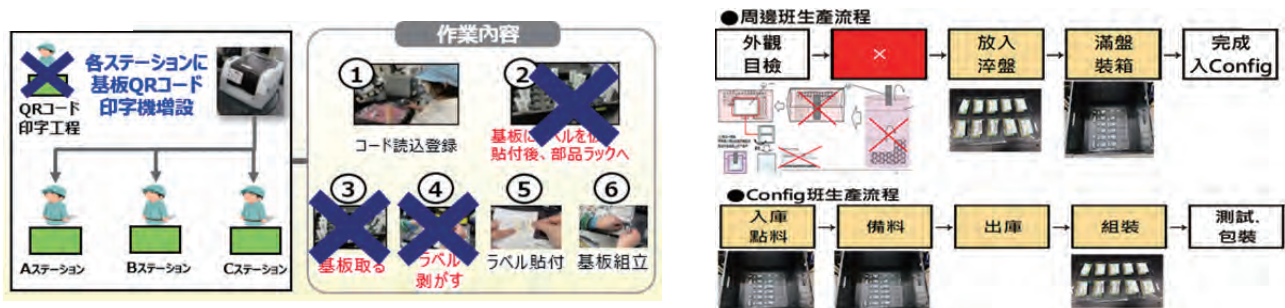 各ステーションに
基板QRコード
印字機増設
QRコード
印字工程
Aステーション
Bステーション
Cステーション
作業內容
①
コード読込登録
②
基板に
ベルを
貼付後、部品ラックへ
③
基板取る
④
ラベル
剥がす
⑤
ラベル貼付
⑥
基板組立
●周邊班生產流程
外觀
目檢
×
放入
淬盤
滿盤
裝箱
完成
入Config
●Config班生產流程
入庫
點料
備料
出庫
組裝
測試.
包裝